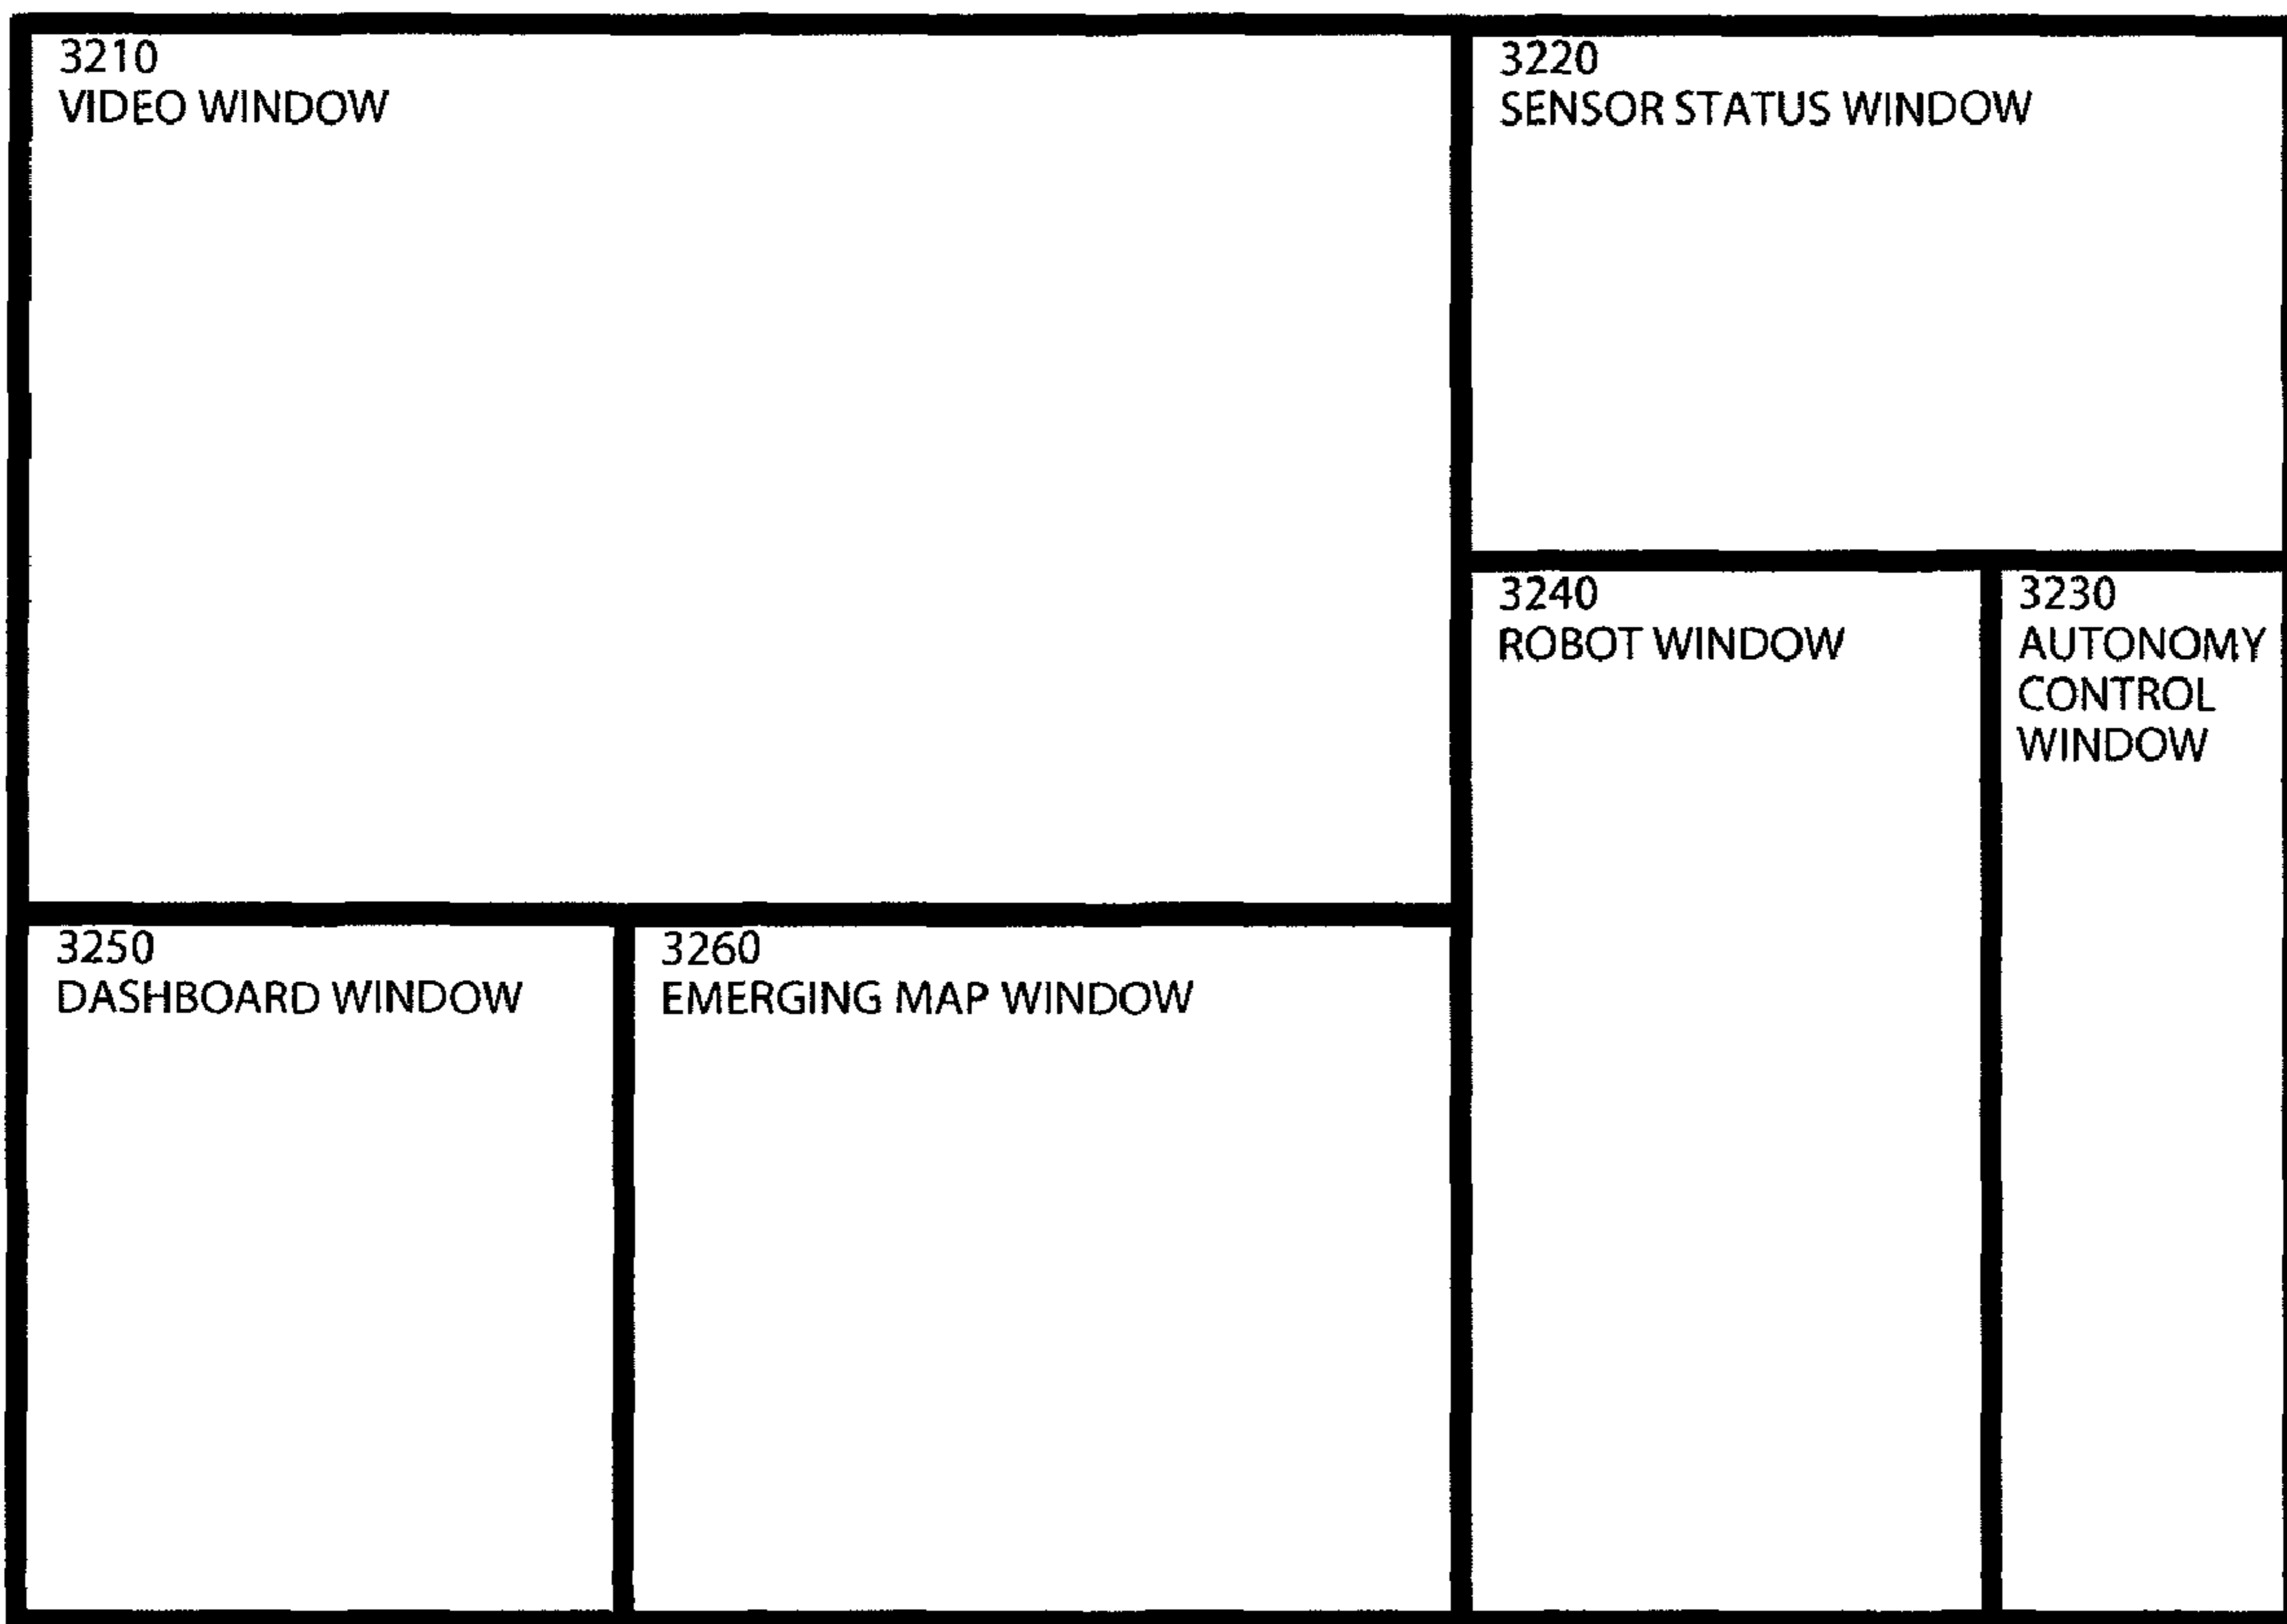 3210
VIDEO WINDOW
3220
SENSOR STATUS WINDOW
3240
ROBOT WINDOW
3230
AUTONOMY
CONTROL
WINDOW
3250
DASHBOARD WINDOW
3260
EMERGING MAP WINDOW